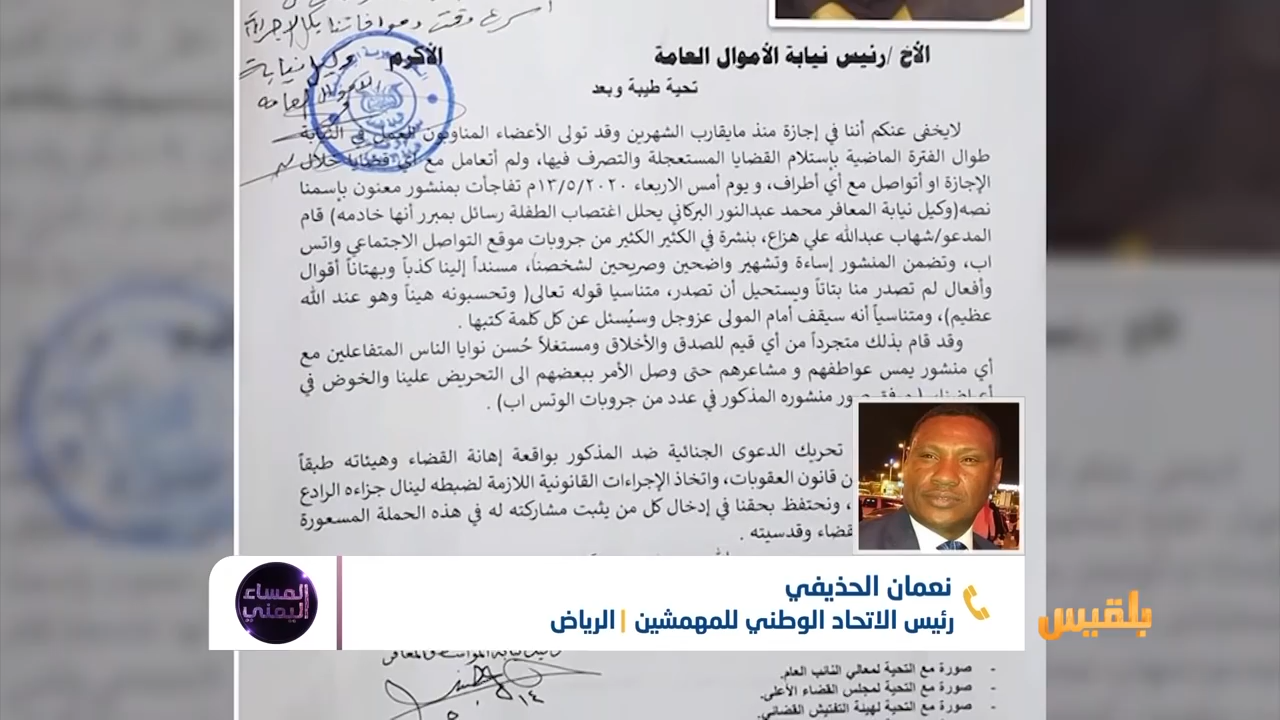 أسرع وقت
الأخ /رئيس نيابة الأموال العامة الأكرم
تحية طيبة وبعد
لايخفى عنكم أننا في إجازة منذ مايقارب الشهرين وقد تولى الأعضاء المناوبون للعمل في النيابة
طوال الفترة الماضية بإستلام القضايا المستعجلة والتصرف فيها، ولم أتعامل مع أي قضايا خلال
الإجازة او أتواصل مع أي أطراف، و يوم أمس الاربعاء ١٣/٥/٢٠٢٠م تفاجأت بمنشور معنون بإسمنا
نصه(وكيل نيابة المعافر محمد عبدالنور البركاني يحلل اغتصاب الطفلة رسائل بمبرر أنها خادمه) قام
المدعو/شهاب عبدالله علي هزاع، بنشرة في الكثير الكثير من جروبات موقع التواصل الاجتماعي واتس
اب، وتضمن المنشور إساءة وتشهير واضحين وصريحين لشخصنا، مسنداً إلينا كذباً وبهتاناً أقوال
وأفعال لم تصدر منا بتاتاً ويستحيل أن تصدر، متناسيا قوله تعالى( وتحسبونه هيناً وهو عند الله
عظيم)، ومتناسياً أنه سيقف أمام المولى عزوجل وسيُسئل عن كل كلمة كتبها .
وقد قام بذلك متجرداً من أي قيم للصدق والأخلاق ومستغلاً حُسن نوايا الناس المتفاعلين مع
أي منشور يمس عواطفهم و مشاعرهم حتى وصل الأمر ببعضهم الى التحريض علينا والخوض في
صور منشوره المذكور في عدد من جروبات الوتس اب) .
تحريك الدعوى الجنائية ضد المذكور بواقعة إهانة القضاء وهيئاته طبقاً
قانون العقوبات، واتخاذ الإجراءات القانونية اللازمة لضبطه لينال جزاءه الرادع
، ونحتفظ بحقنا في إدخال كل من يثبت مشاركته له في هذه الحملة المسعورة
وقدسيته .
نعمان الحذيفي
رئيس الاتحاد الوطني للمهمشين | الرياض
المساء
اليمني
بلقيس
- صورة مع التحية لمعالي النائب العام.
- صورة مع التحية لمجلس القضاء الأعلى.
- صورة مع التحية لهيئة التفتيش القضائي.